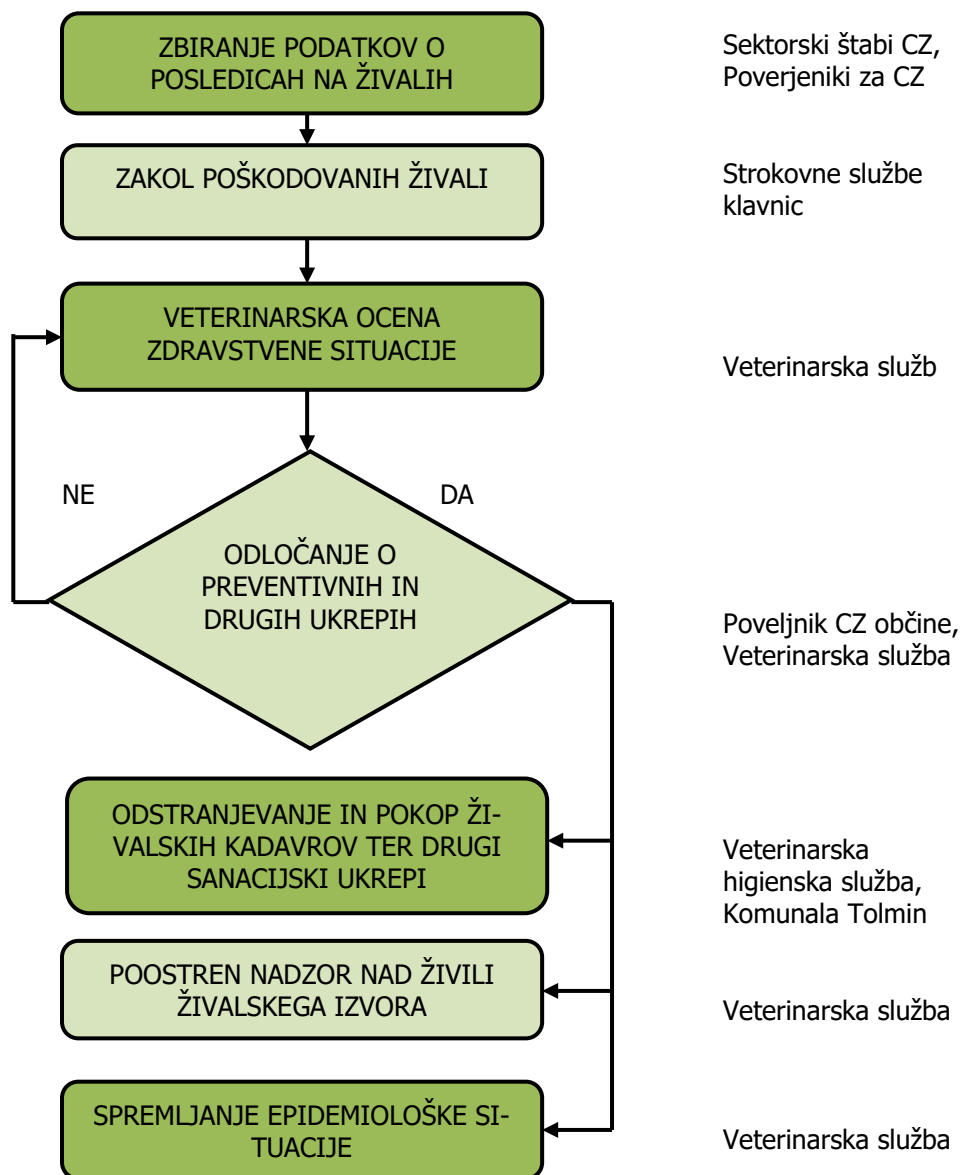 ZBIRANJE PODATKOV O
POSLEDICAH NA ŽIVALIH
Sektorski štabi CZ,
Poverjeniki za CZ
ZAKOL POŠKODOVANIH ŽIVALI
Strokovne službe
klavnic
VETERINARSKA OCENA
ZDRAVSTVENE SITUACIJE
Veterinarska služb
NE
DA
ODLOČANJE O
PREVENTIVNIH IN
DRUGIH UKREPIH
Poveljnik CZ občine,
Veterinarska služba
ODSTRANJEVANJE IN POKOP ŽI-
VALSKIH KADAVROV TER DRUGI
SANACIJSKI UKREPI
Veterinarska
higienska služba,
Komunala Tolmin
POOSTREN NADZOR NAD ŽIVILI
ŽIVALSKEGA IZVORA
Veterinarska služba
SPREMLJANJE EPIDEMIOLOŠKE SI-
TUACIJE
Veterinarska služba